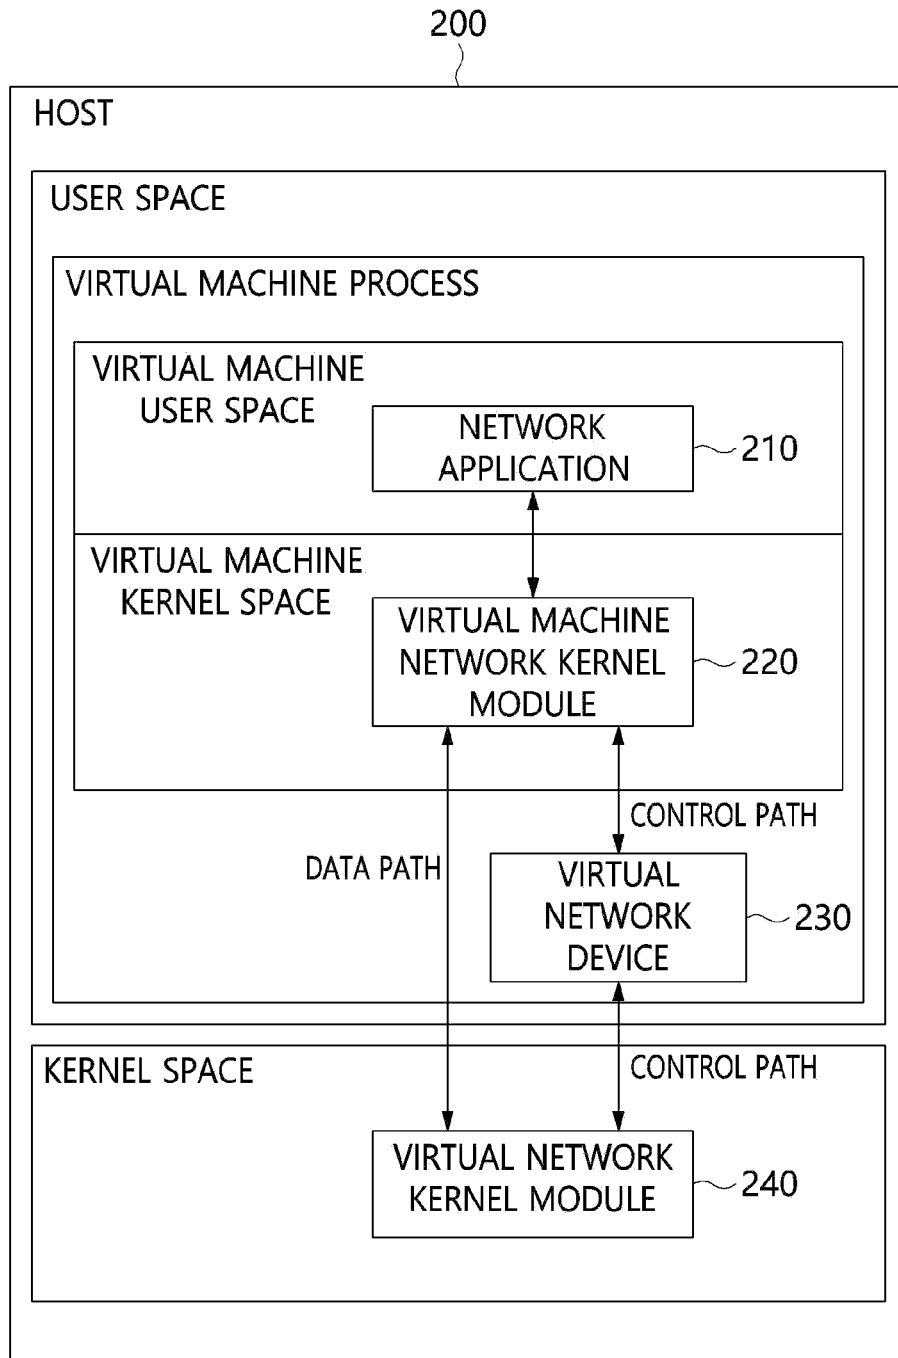 200
HOST
USER SPACE
VIRTUAL MACHINE PROCESS
VIRTUAL MACHINE
USER SPACE
NETWORK
APPLICATION
210
VIRTUAL MACHINE
KERNEL SPACE
VIRTUAL MACHINE
NETWORK KERNEL
MODULE
220
CONTROL PATH
DATA PATH
VIRTUAL
NETWORK
DEVICE
230
KERNEL SPACE
CONTROL PATH
VIRTUAL NETWORK
KERNEL MODULE
240